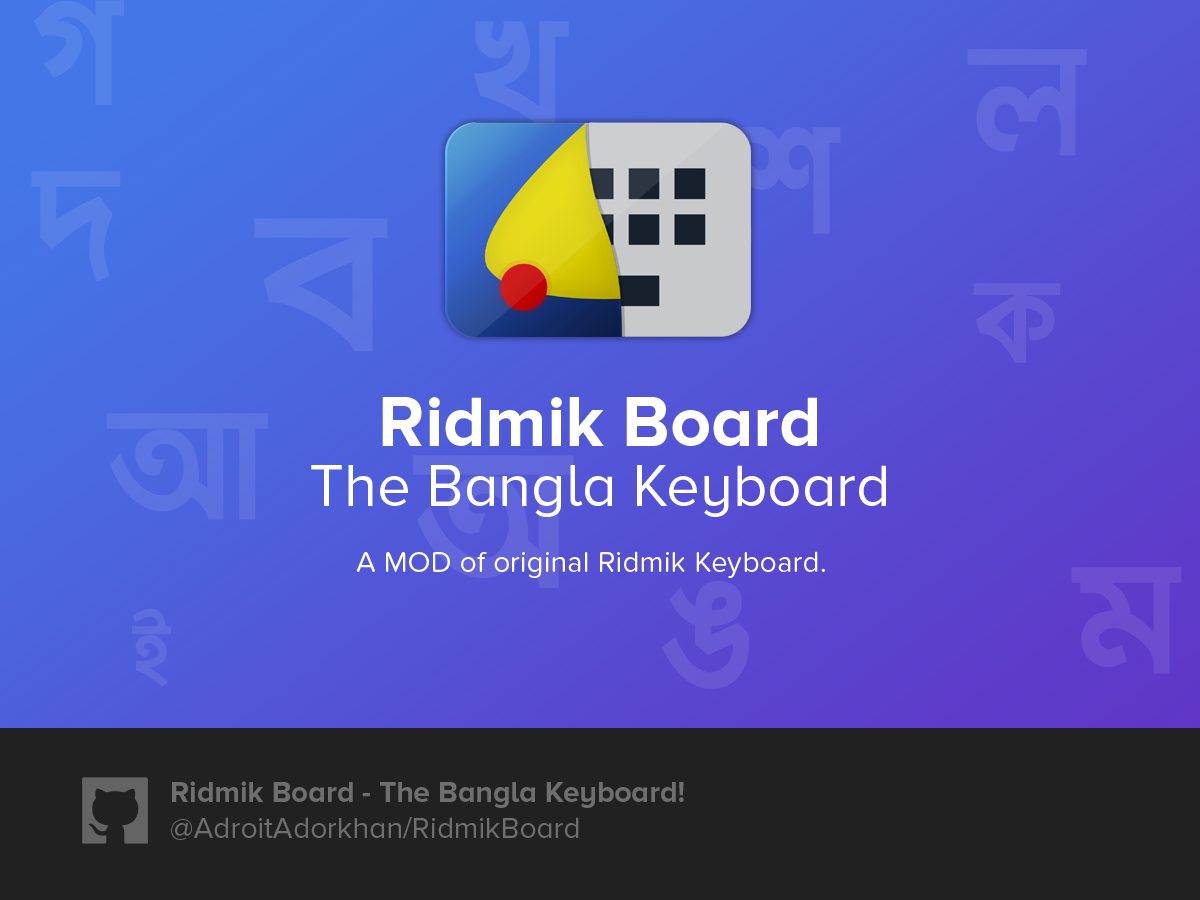 গ
খ
ল
শ
দ
ব
ক
আ
Ridmik Board
The Bangla Keyboard
অ
A MOD of original Ridmik Keyboard.
ই
ঙ
ম
Ridmik Board - The Bangla Keyboard!
@AdroitAdorkhan/RidmikBoard